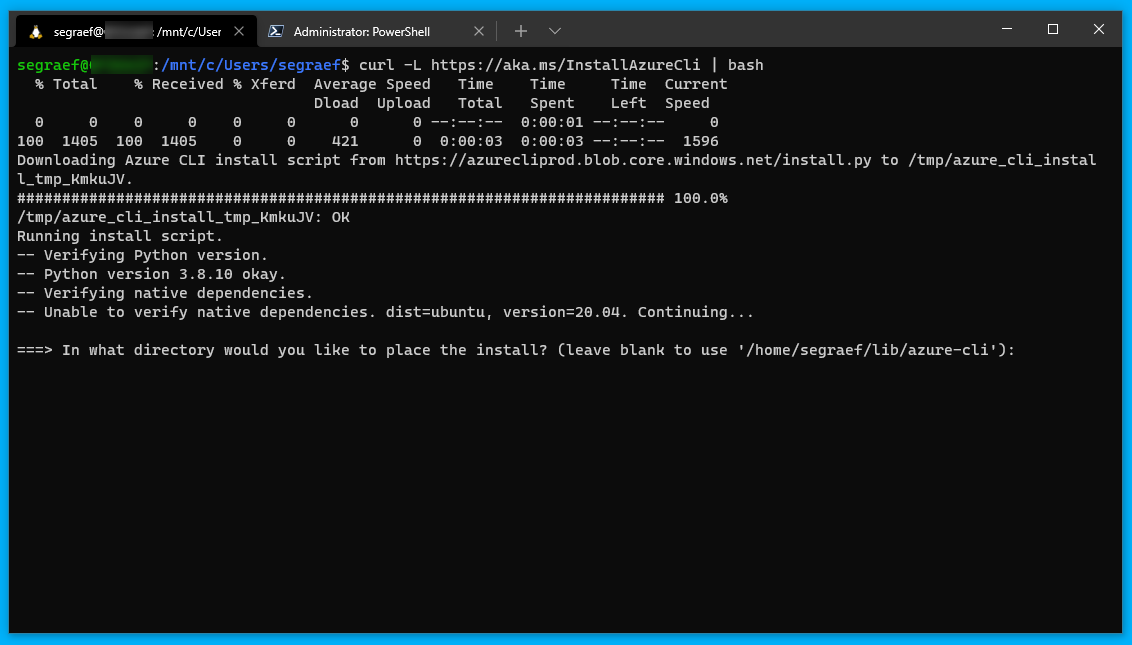 segraef@ : /mnt/c/User
Administrator: PowerShell
segraef@ :/mnt/c/Users/segraef$ curl -L https://aka.ms/InstallAzureCli | bash
  % Total    % Received % Xferd  Average Speed   Time    Time     Time  Current
                                 Dload  Upload   Total   Spent    Left  Speed
  0     0    0     0    0     0      0      0 --:--:--  0:00:01 --:--:--     0
100  1405  100  1405    0     0    421      0  0:00:03  0:00:03 --:--:--  1596
Downloading Azure CLI install script from https://azurecliprod.blob.core.windows.net/install.py to /tmp/azure_cli_instal
l_tmp_KmkuJV.
######################################################################## 100.0%
/tmp/azure_cli_install_tmp_KmkuJV: OK
Running install script.
-- Verifying Python version.
-- Python version 3.8.10 okay.
-- Verifying native dependencies.
-- Unable to verify native dependencies. dist=ubuntu, version=20.04. Continuing...
===> In what directory would you like to place the install? (leave blank to use '/home/segraef/lib/azure-cli'):